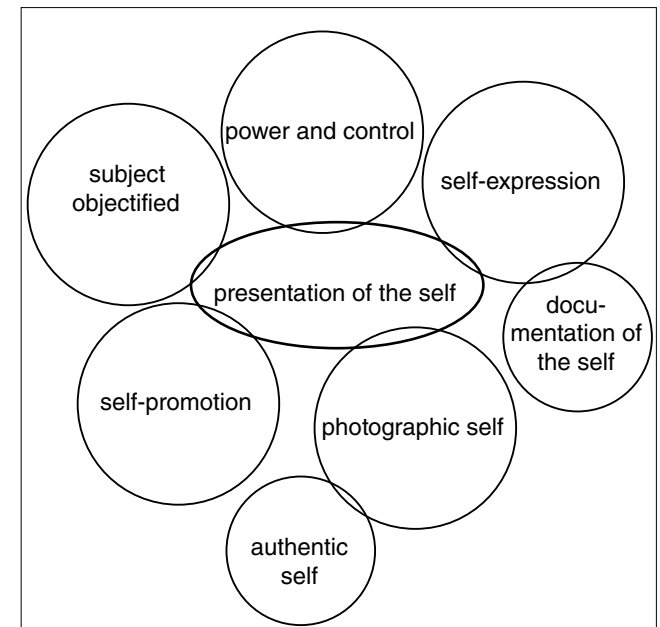 power and control
subject
objectified
self-expression
presentation of the self
docu-
mentation of
the self
self-promotion
photographic self
authentic
self